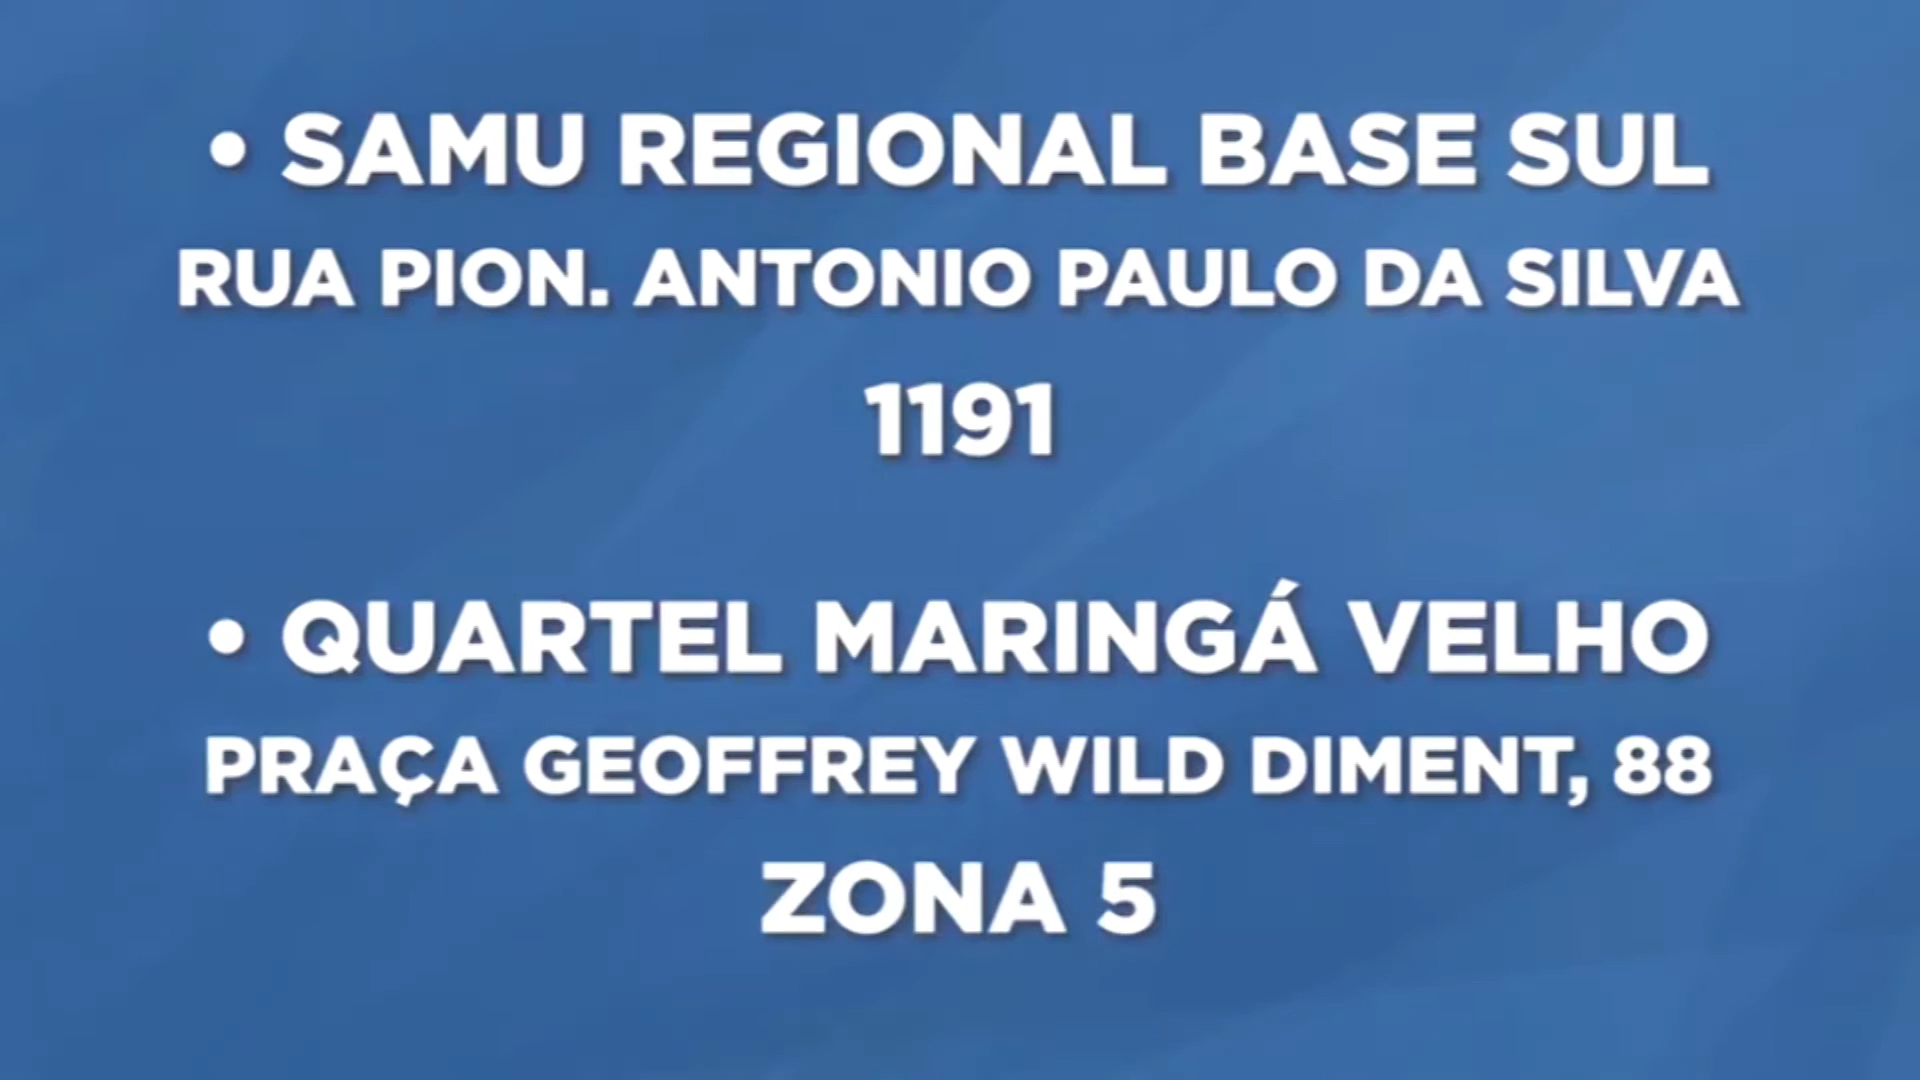 • SAMU REGIONAL BASE SUL
RUA PION. ANTONIO PAULO DA SILVA
1191
• QUARTEL MARINGÁ VELHO
PRAÇA GEOFFREY WILD DIMENT, 88
ZONA 5